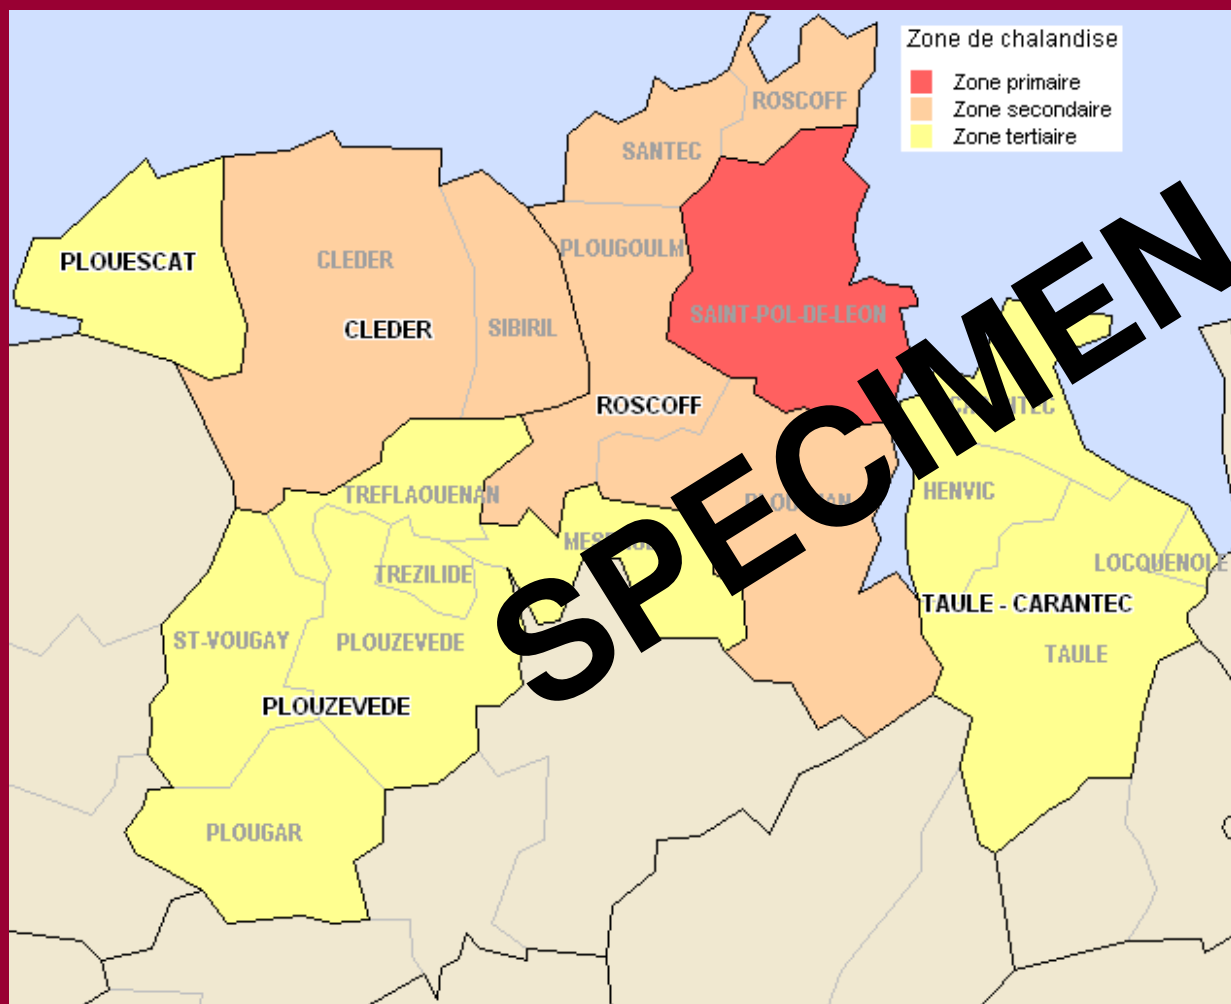 Zone de chalandise
Zone primaire
Zone secondaire
Zone tertiaire
ROSCOFF
SANTEC
PLOUGOULM
CLEDER
PLOUESCAT
SIBIRIL
CLEDER
SAINT-POL-DE-LEON
ROSCOFF
SPECIMEN
HENVIC
TREFLAOUENAN
TREZILIDE
LOCQUENOLE
TAULE - CARANTEC
ST-VOUGAY
PLOUZEVEDE
TAULE
PLOUZEVEDE
PLOUGAR